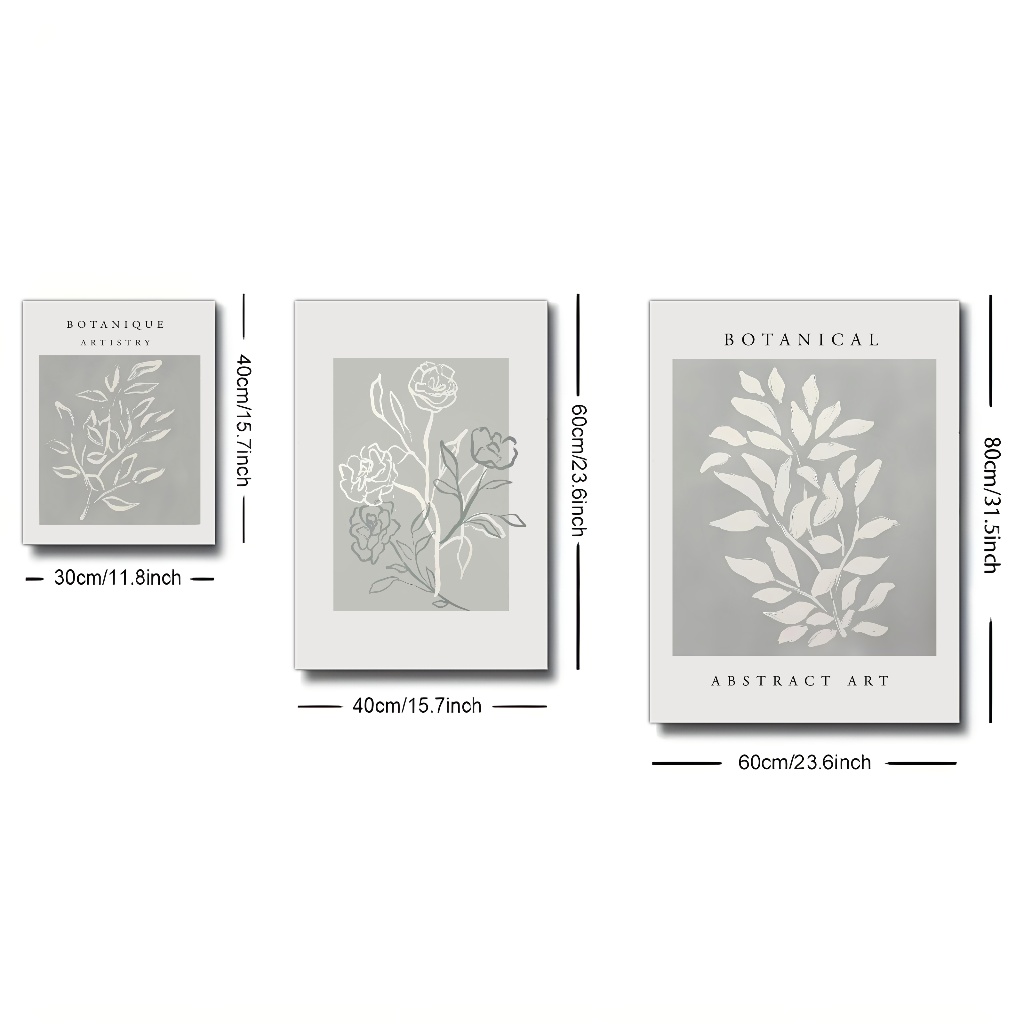 BOTANIQUE
ARTISTRY
40cm/15.7inch
30cm/11.8inch
60cm/23.6inch
40cm/15.7inch
BOTANICAL
ABSTRACT ART
80cm/31.5inch
60cm/23.6inch